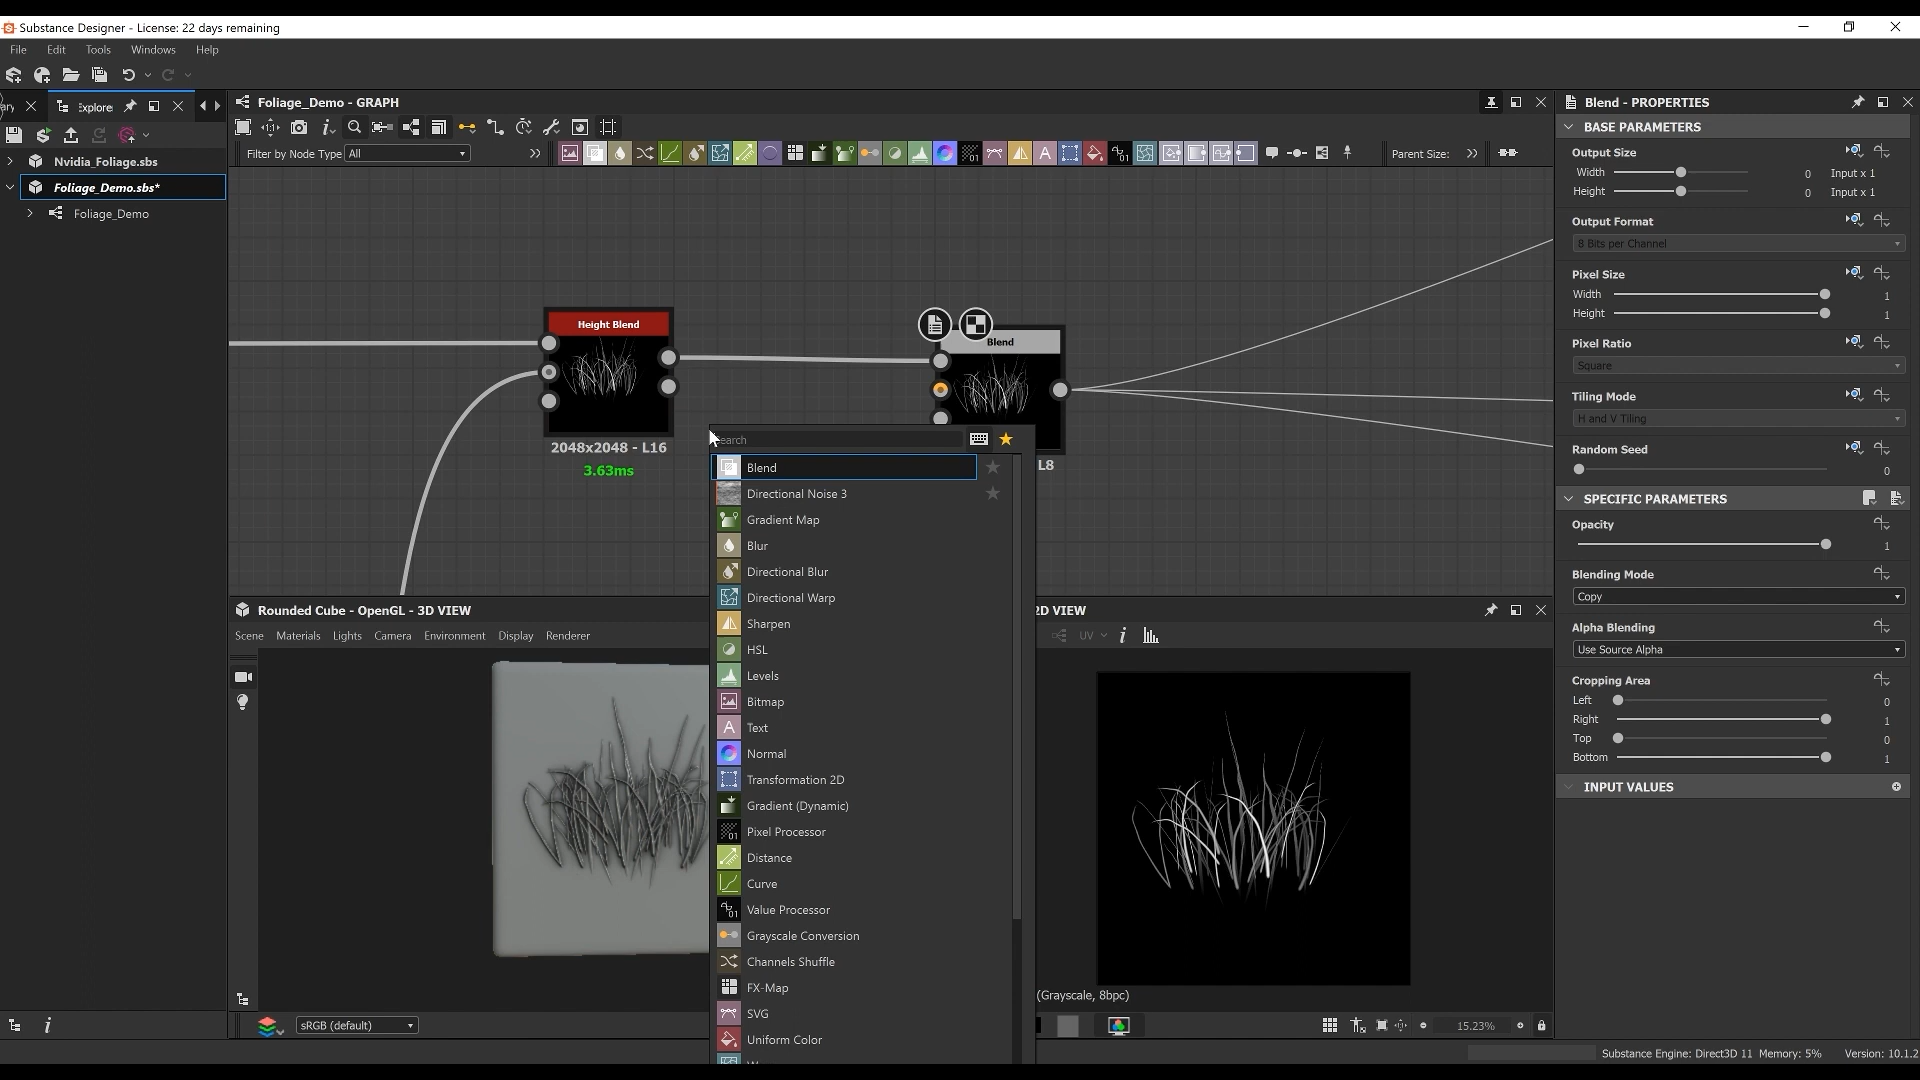 Substance Designer - License: 22 days remaining
File Edit Tools Windows Help
ary Explorer
Foliage_Demo - GRAPH
Blend - PROPERTIES
Filter by Node Type All
Parent Size:
Nvidia_Foliage.sbs
Foliage_Demo.sbs*
Foliage_Demo
Height Blend
2048x2048 - L16
3.63ms
Blend
L8
earch
Blend
Directional Noise 3
Gradient Map
Blur
Directional Blur
Directional Warp
Sharpen
HSL
Levels
Bitmap
Text
Normal
Transformation 2D
Gradient (Dynamic)
Pixel Processor
Distance
Curve
Value Processor
Grayscale Conversion
Channels Shuffle
FX-Map
SVG
Uniform Color
Rounded Cube - OpenGL - 3D VIEW
Scene Materials Lights Camera Environment Display Renderer
sRGB (default)
2D VIEW
UV
(Grayscale, 8bpc)
15.23%
BASE PARAMETERS
Output Size
Width 0 Input x 1
Height 0 Input x 1
Output Format
8 Bits per Channel
Pixel Size
Width 1
Height 1
Pixel Ratio
Square
Tiling Mode
H and V Tiling
Random Seed
0
SPECIFIC PARAMETERS
Opacity
1
Blending Mode
Copy
Alpha Blending
Use Source Alpha
Cropping Area
Left 0
Right 1
Top 0
Bottom 1
INPUT VALUES
Substance Engine: Direct3D 11 Memory: 5% Version: 10.1.2